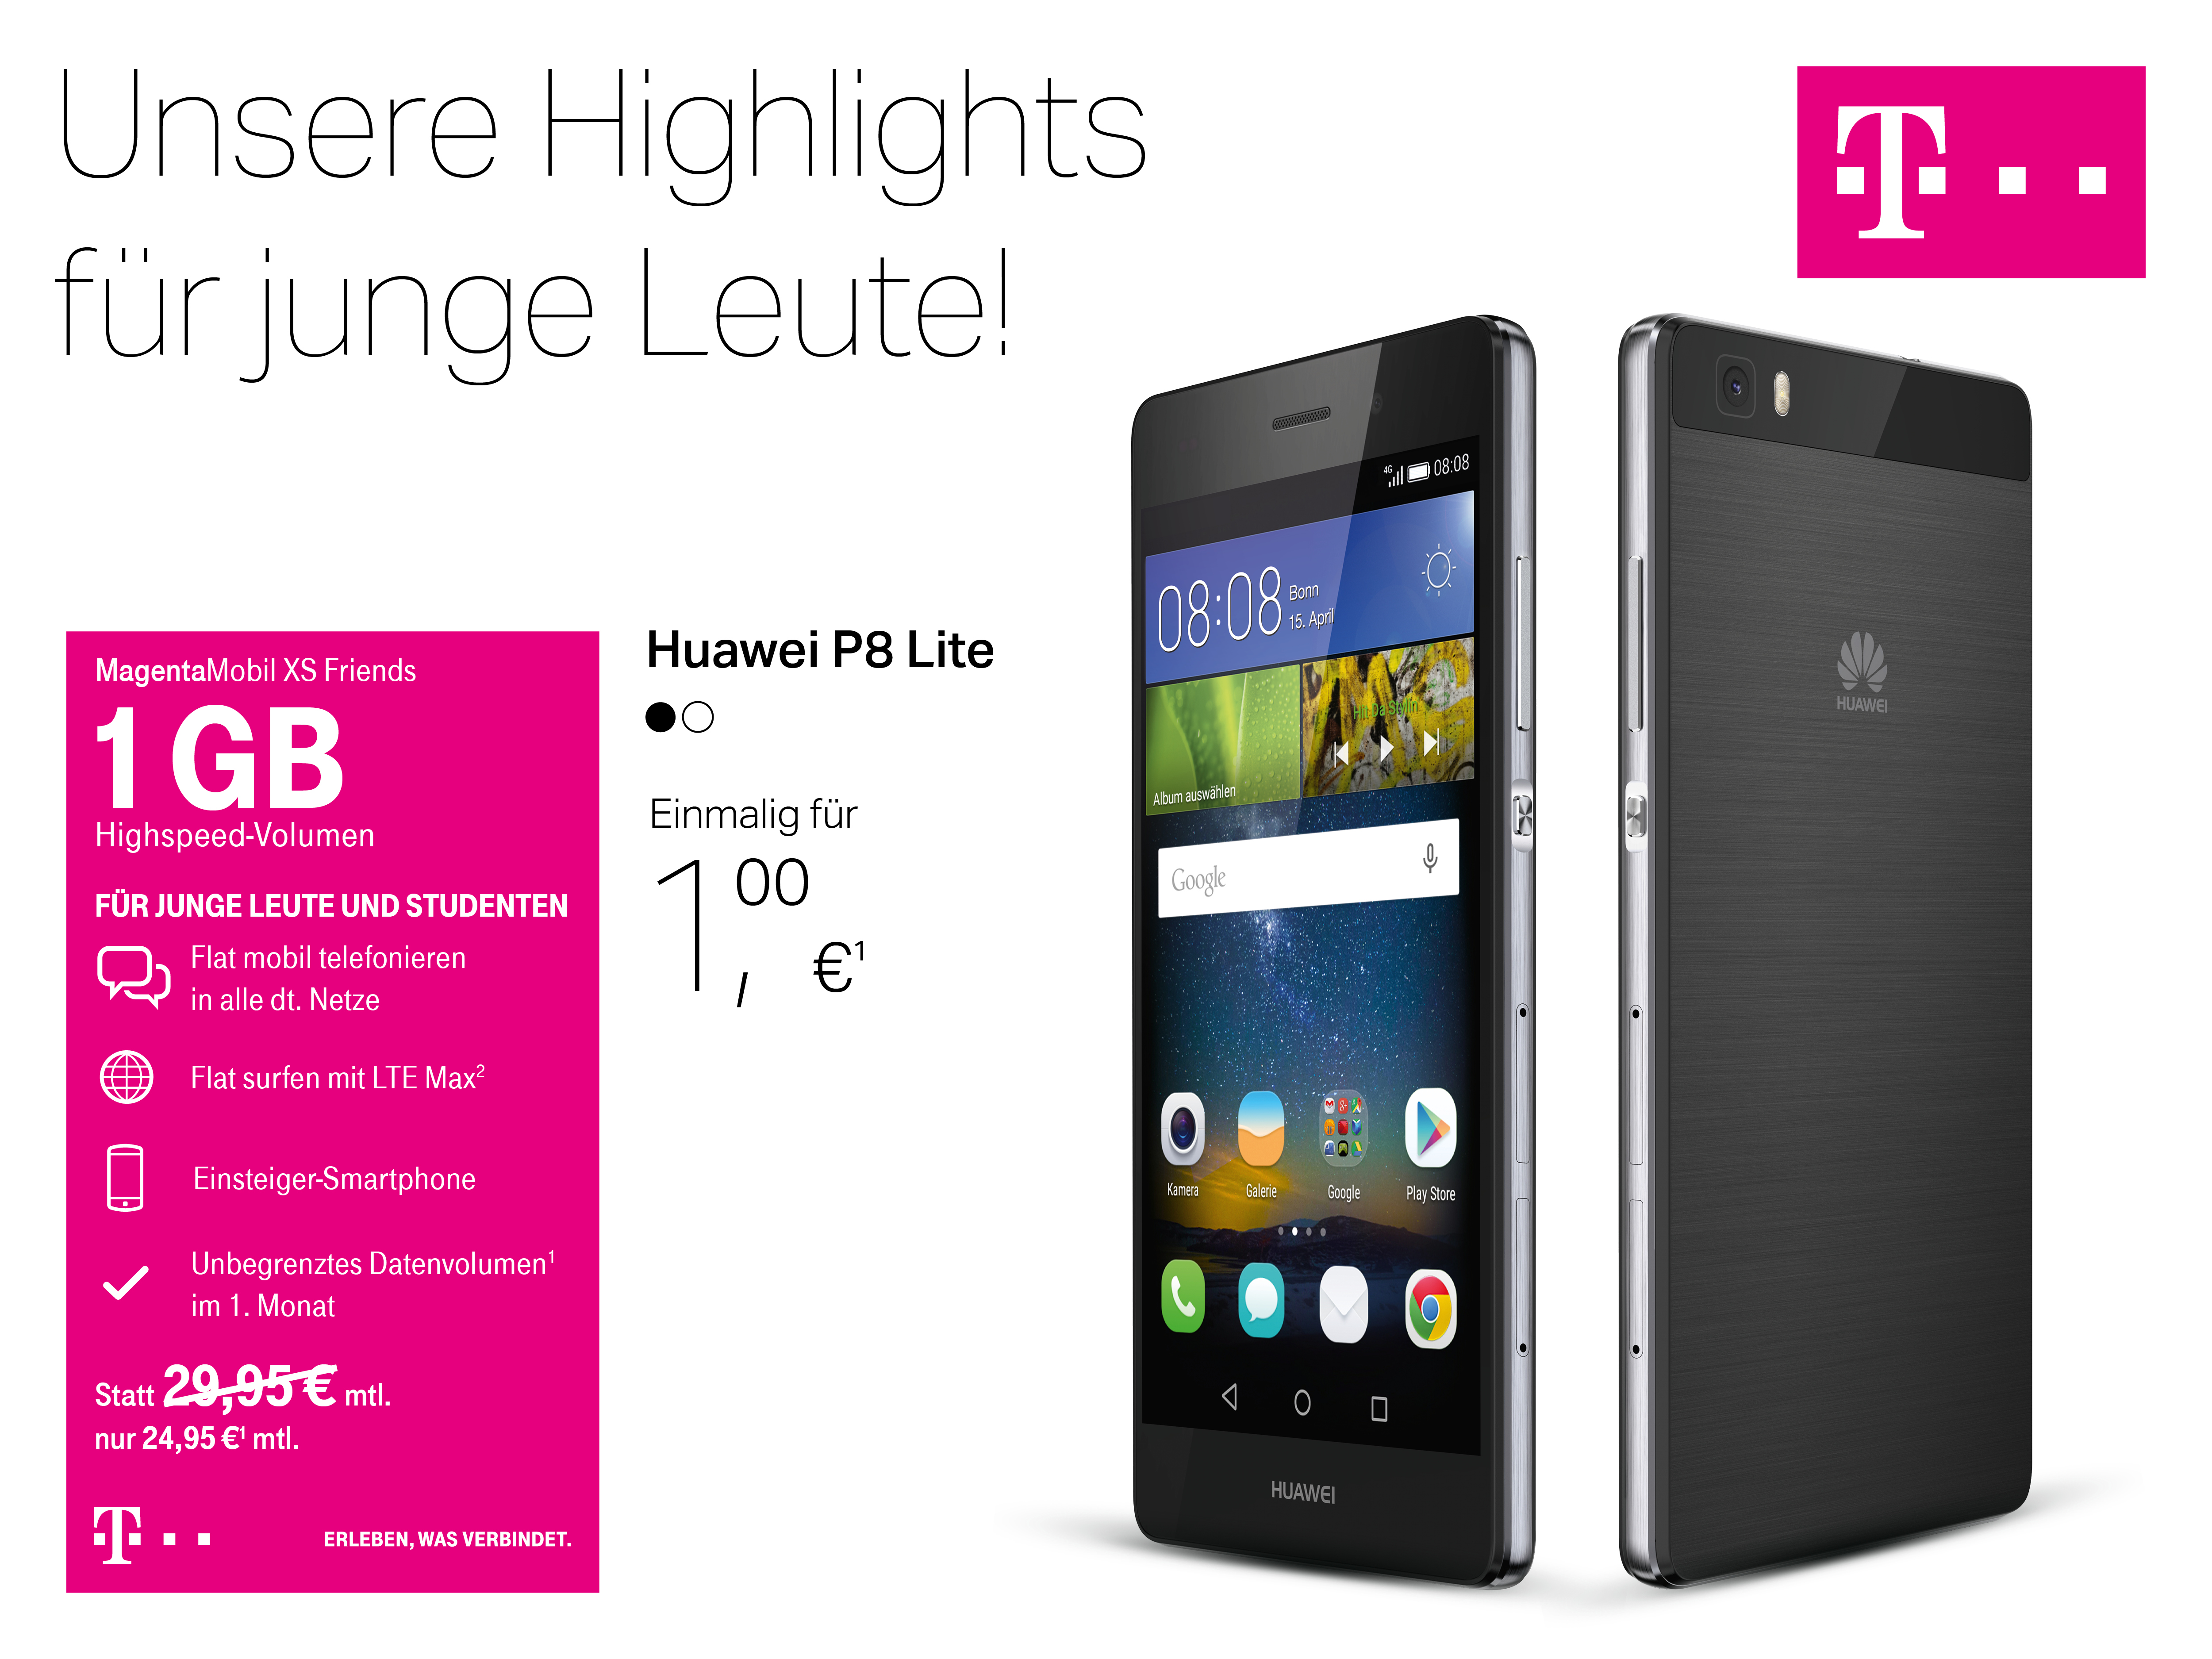 Unsere Highlights
für junge Leute!
T
MagentaMobil XS Friends
1 GB
Highspeed-Volumen
FÜR JUNGE LEUTE UND STUDENTEN
Flat mobil telefonieren
in alle dt. Netze
Flat surfen mit LTE Max²
Einsteiger-Smartphone
Unbegrenztes Datenvolumen¹
im 1. Monat
Statt 29,95 € mtl.
nur 24,95 €¹ mtl.
T
ERLEBEN, WAS VERBINDET.
Huawei P8 Lite
Einmalig für
1,00 €¹
4G 08:08
08:08 Bonn
15. April
Hit Da Stylin
Album auswählen
Google
Kamera Galerie Google Play Store
HUAWEI
HUAWEI